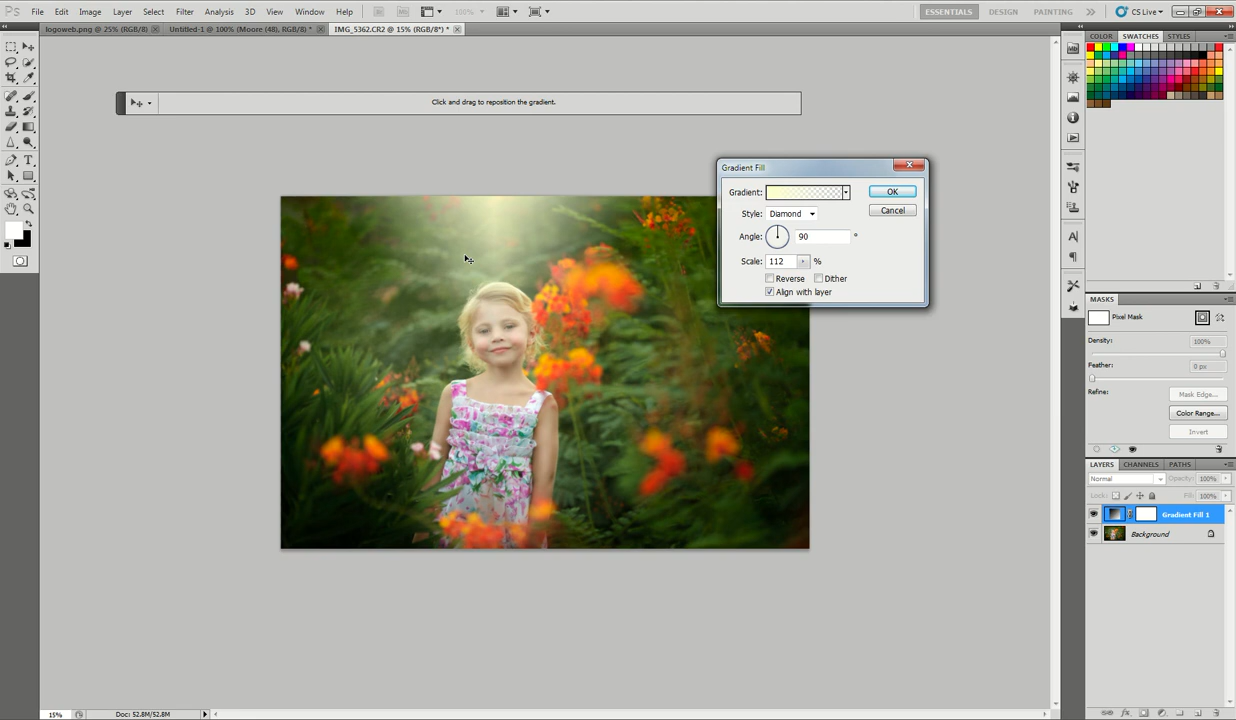 Ps File Edit Image Layer Select Filter Analysis 3D View Window Help 100% ESSENTIALS DESIGN PAINTING CS Live
logoweb.png @ 25% (RGB/8) Untitled-1 @ 100% (Moore (48), RGB/8) * IMG_5362.CR2 @ 15% (RGB/8*) *
COLOR SWATCHES STYLES
Click and drag to reposition the gradient.
Gradient Fill
Gradient: OK
Style: Diamond Cancel
Angle: 90 °
Scale: 112 %
Reverse Dither
Align with layer
MASKS
Pixel Mask
Density: 100%
Feather: 0 px
Refine: Mask Edge...
Color Range...
Invert
LAYERS CHANNELS PATHS
Normal Opacity: 100%
Lock: Fill: 100%
Gradient Fill 1
Background
15% Doc: 52.8M/52.8M